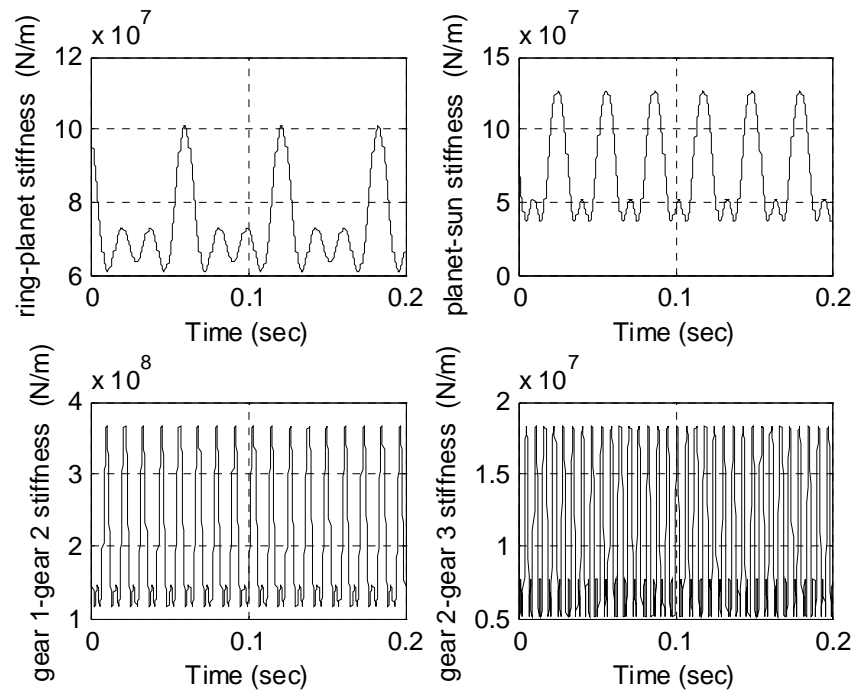 x 10^7
ring-planet stiffness (N/m)
12
10
8
6
0
0.1
0.2
Time (sec)
x 10^7
planet-sun stiffness (N/m)
15
10
5
0
0
0.1
0.2
Time (sec)
x 10^8
gear 1-gear 2 stiffness (N/m)
4
3
2
1
0
0.1
0.2
Time (sec)
x 10^7
gear 2-gear 3 stiffness (N/m)
2
1.5
1
0.5
0
0.1
0.2
Time (sec)